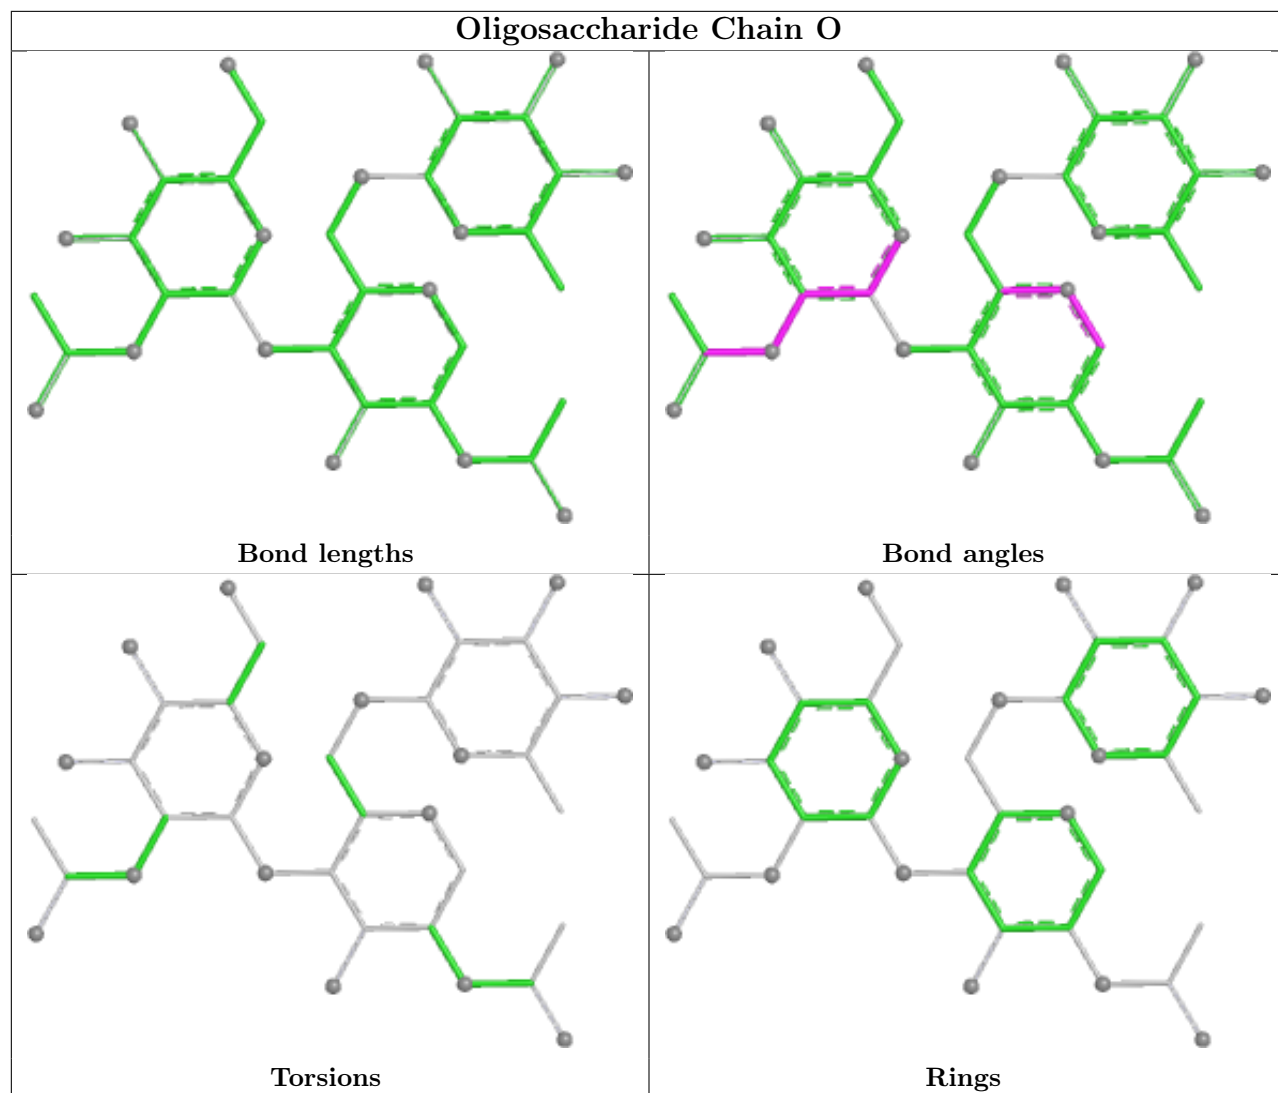 Oligosaccharide Chain O
Bond lengths
Bond angles
Torsions
Rings